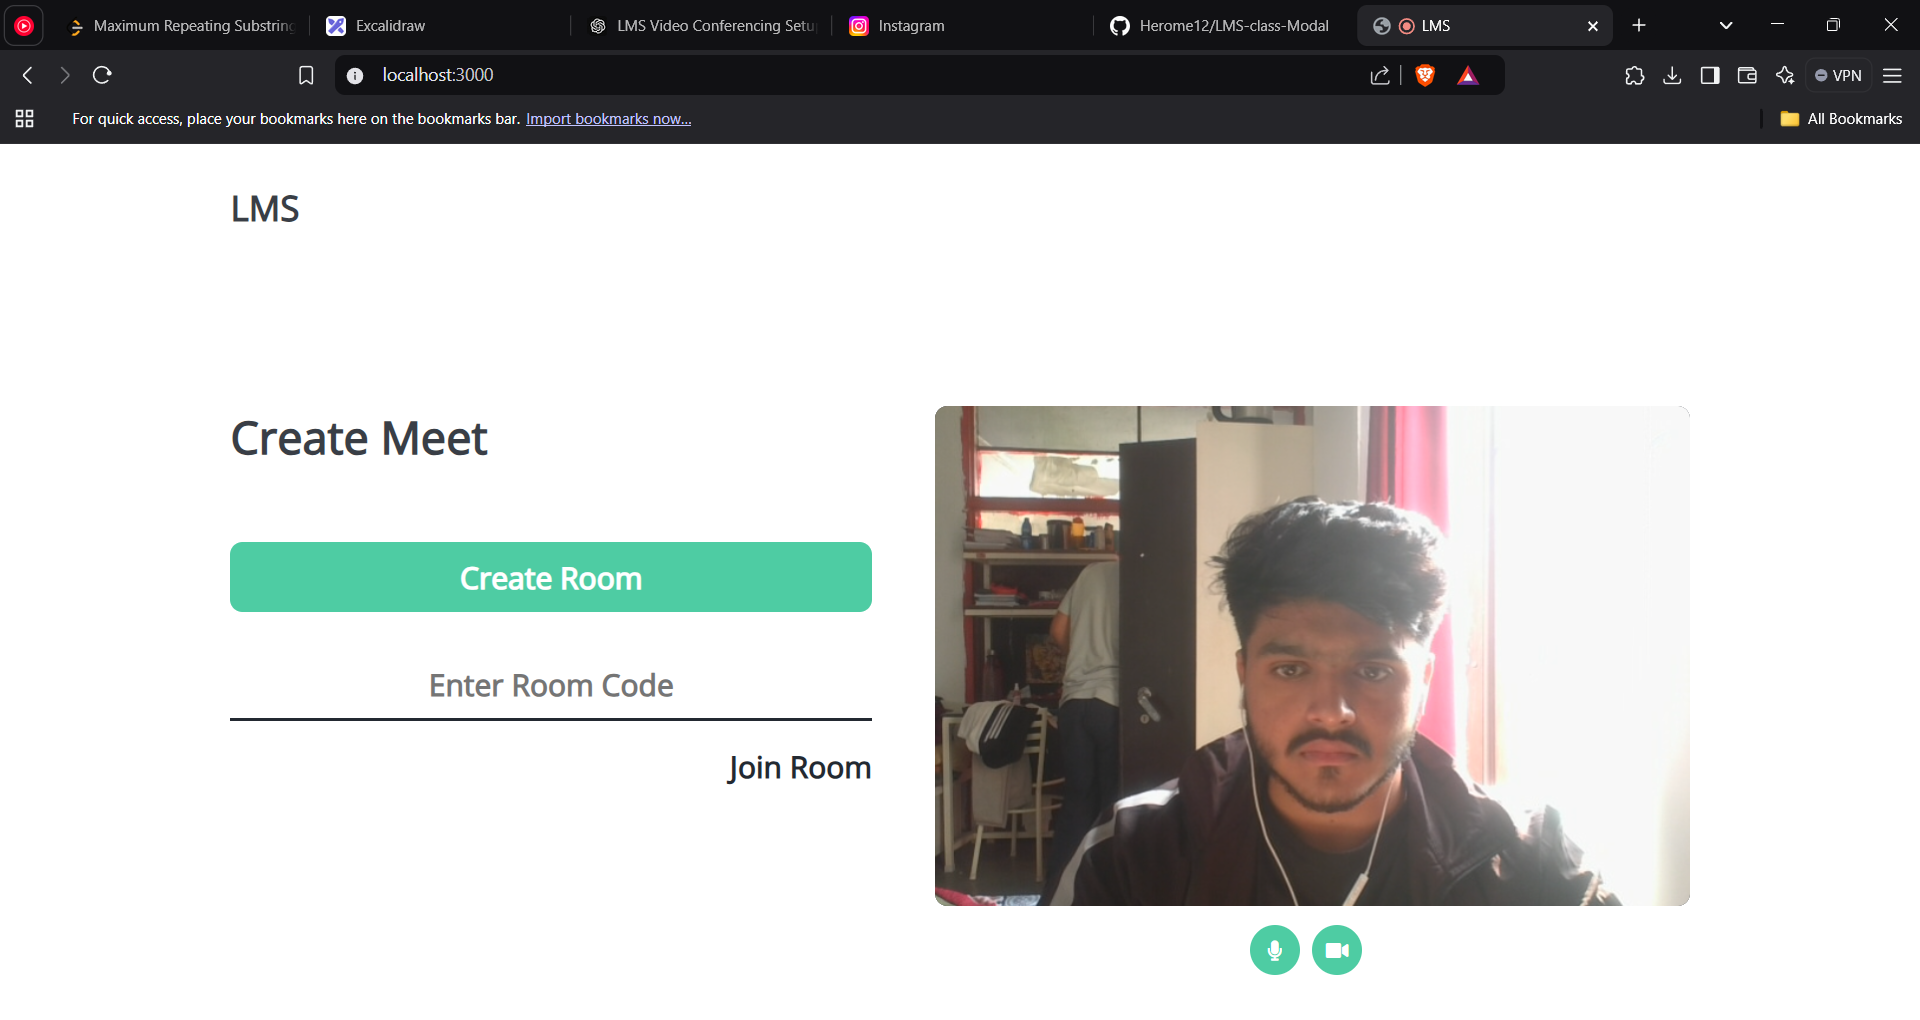 Maximum Repeating Substring
Excalidraw
LMS Video Conferencing Setu
Instagram
Herome12/LMS-class-Modal
LMS
localhost:3000
VPN
For quick access, place your bookmarks here on the bookmarks bar. Import bookmarks now...
All Bookmarks
LMS
Create Meet
Create Room
Enter Room Code
Join Room